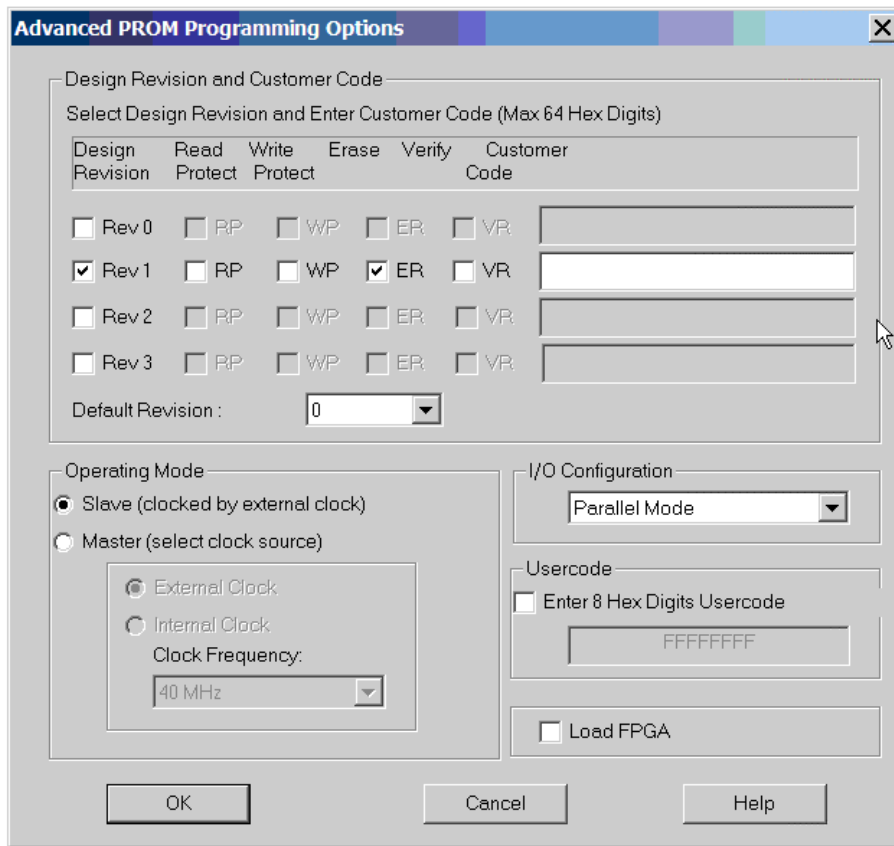 Advanced PROM Programming Options
Design Revision and Customer Code
Select Design Revision and Enter Customer Code (Max 64 Hex Digits)
Design Read Write Erase Verify Customer
Revision Protect Protect Code
Rev 0 RP WP ER VR
Rev 1 RP WP ER VR
Rev 2 RP WP ER VR
Rev 3 RP WP ER VR
Default Revision : 0
Operating Mode
Slave (clocked by external clock)
Master (select clock source)
External Clock
Internal Clock
Clock Frequency:
40 MHz
I/O Configuration
Parallel Mode
Usercode
Enter 8 Hex Digits Usercode
FFFFFFFF
Load FPGA
OK Cancel Help